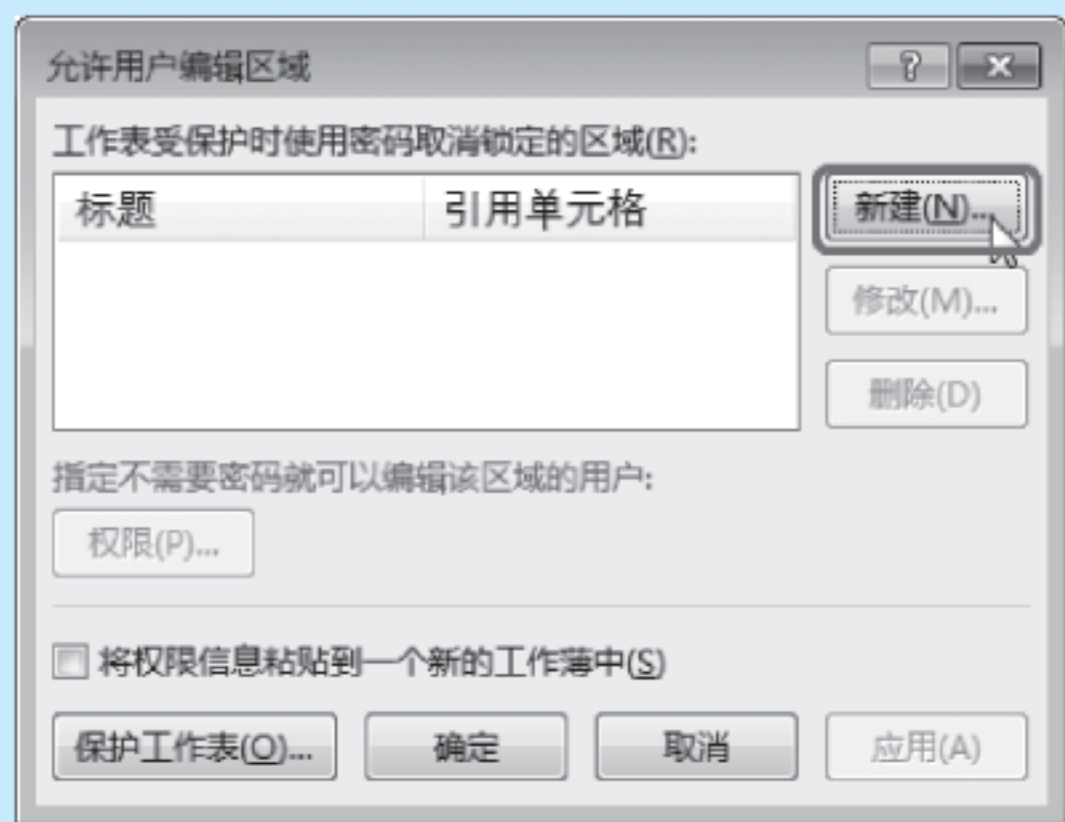 允许用户编辑区域
工作表受保护时使用密码取消锁定的区域(R):
标题 引用单元格
新建(N)...
修改(M)...
删除(D)
指定不需要密码就可以编辑该区域的用户:
权限(P)...
将权限信息粘贴到一个新的工作薄中(S)
保护工作表(O)... 确定 取消 应用(A)